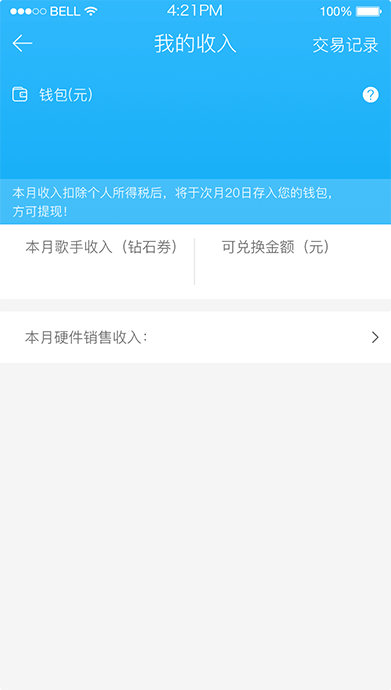 BELL 4:21PM 100%
我的收入 交易记录
钱包(元) ?
本月收入扣除个人所得税后，将于次月20日存入您的钱包，
方可提现！
本月歌手收入（钻石券） 可兑换金额（元）
本月硬件销售收入：